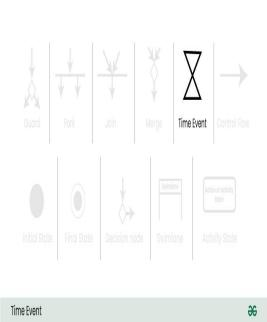 Guard
Fork
Join
Merge
Time Event
Control Flow
Initial State
Final State
Decision node
Swimlane
Swimlane
Activity State
Time Event